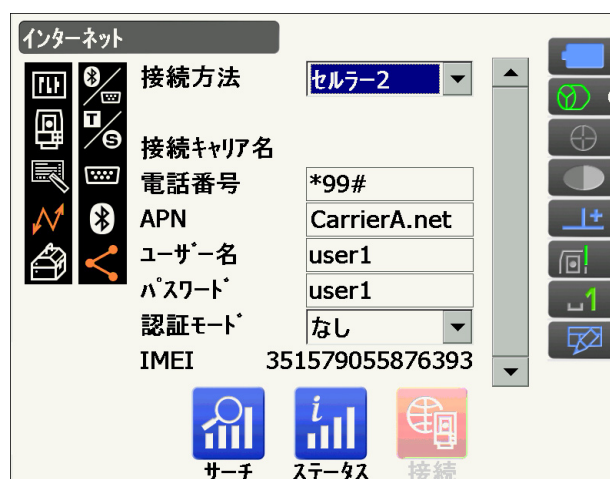 インターネット
接続方法 セルラー2
接続キャリア名
電話番号 *99#
APN CarrierA.net
ユーザー名 user1
パスワード user1
認証モード なし
IMEI 351579055876393
サーチ ステータス 接続